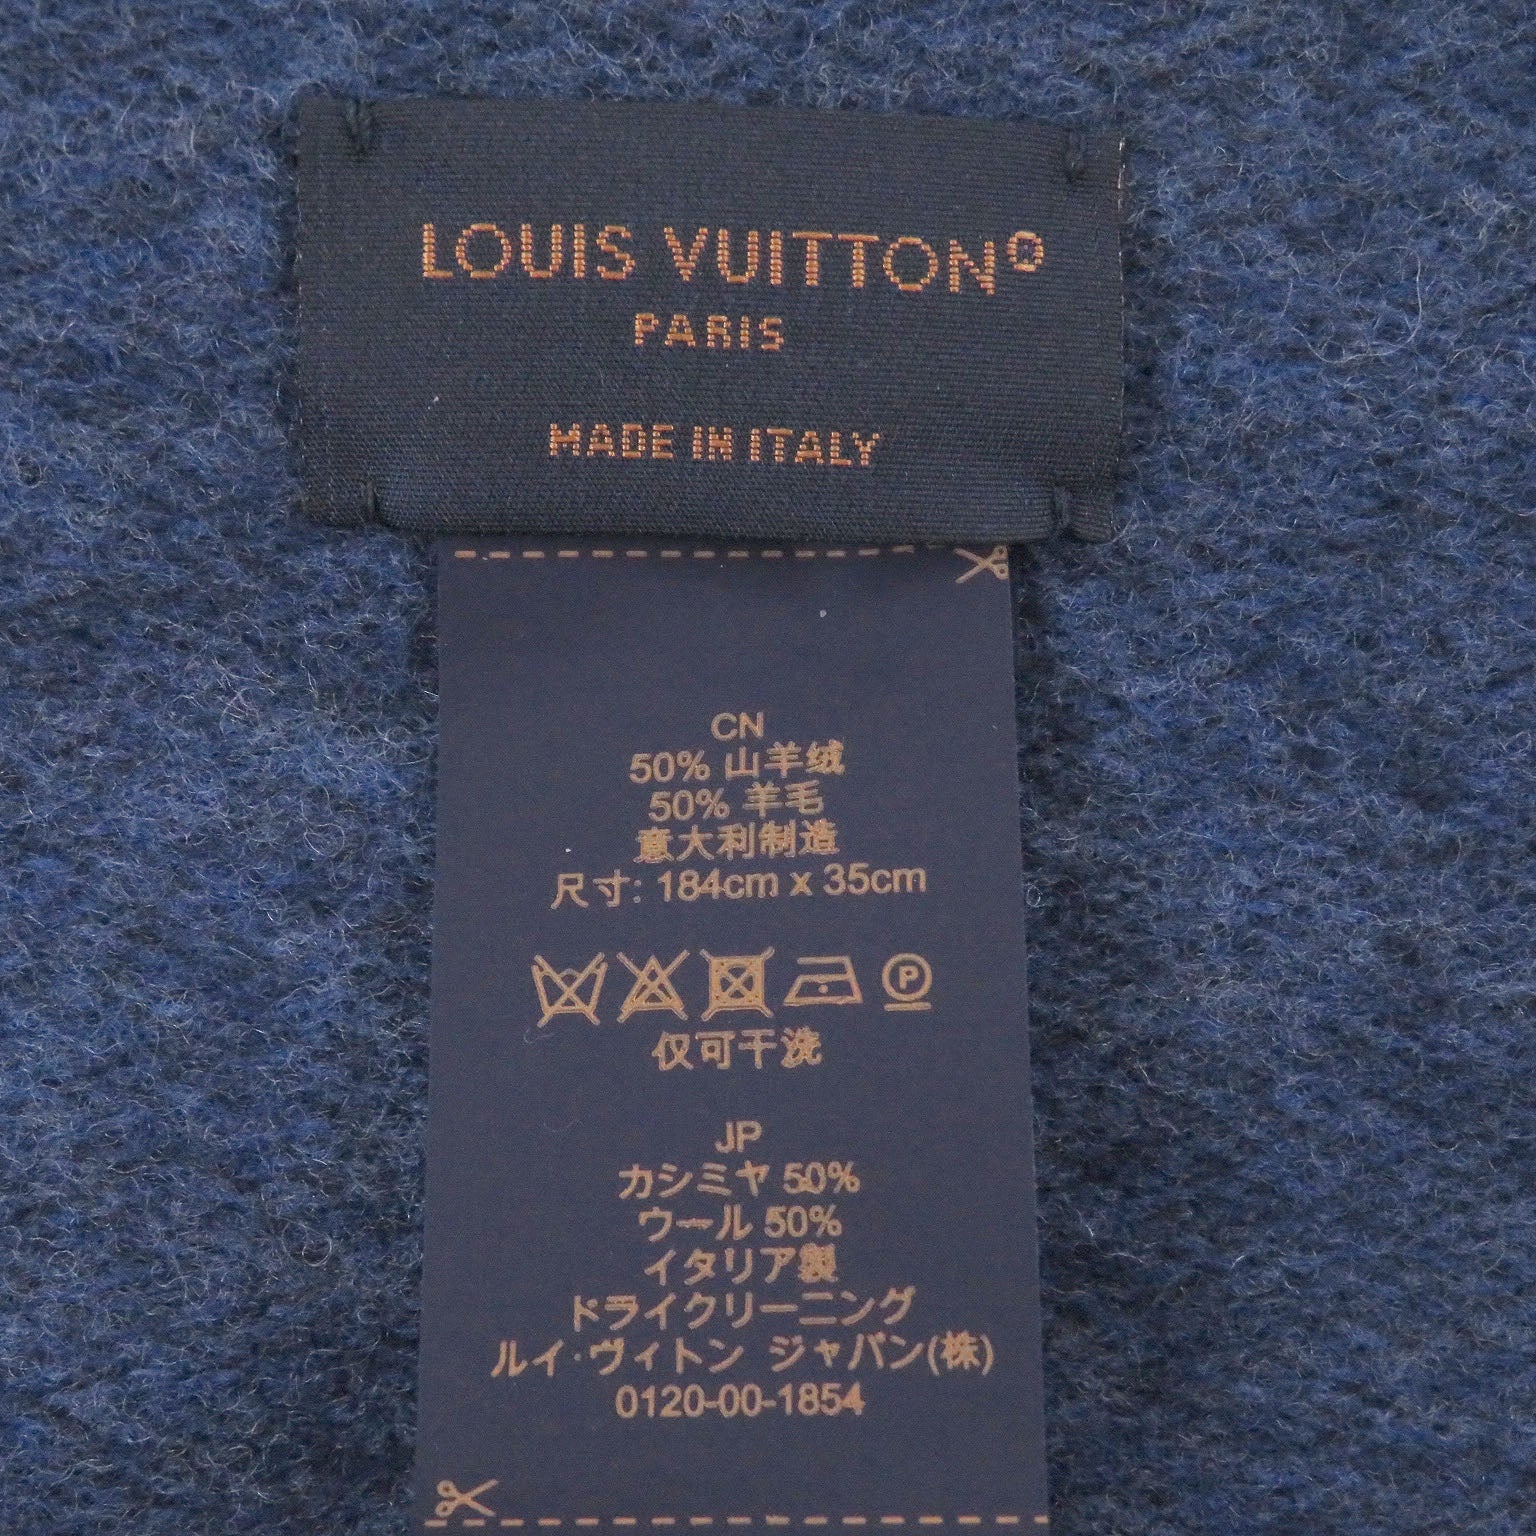 LOUIS VUITTON®
PARIS
MADE IN ITALY
CN
50% 山羊绒
50% 羊毛
意大利制造
尺寸: 184cm x 35cm
P
仅可干洗
JP
カシミヤ 50%
ウール 50%
イタリア製
ドライクリーニング
ルイ･ヴィトン ジャパン(株)
0120-00-1854